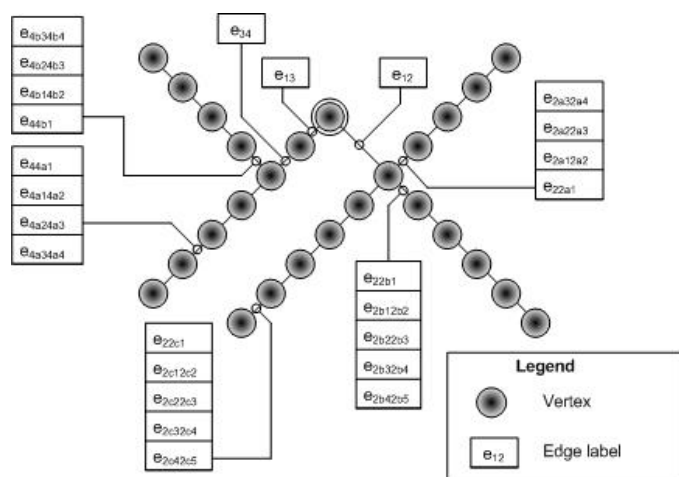 e34
e13
e12
e4b34b4
e4b24b3
e4b14b2
e44b1
e44a1
e4a14a2
e4a24a3
e4a34a4
e2a32a4
e2a22a3
e2a12a2
e22a1
e22b1
e2b12b2
e2b22b3
e2b32b4
e2b42b5
e22c1
e2c12c2
e2c22c3
e2c32c4
e2c42c5
Legend
Vertex
e12 Edge label